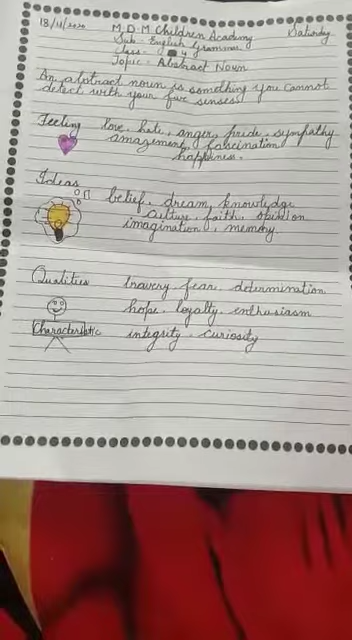 18/11/2020 M.D.M Children Academy Saturday
Sub - English Grammar
Class - 4
Topic - Abstract Noun
An abstract noun is something you cannot
detect with your five senses.
Feeling love, hate, anger, pride, sympathy
amazement, fascination
happiness.
Ideas belief, dream, knowledge
culture, faith, opinion
imagination, memory.
Qualities bravery, fear, determination
hope, loyalty, enthusiasm
Characteristic integrity, curiosity